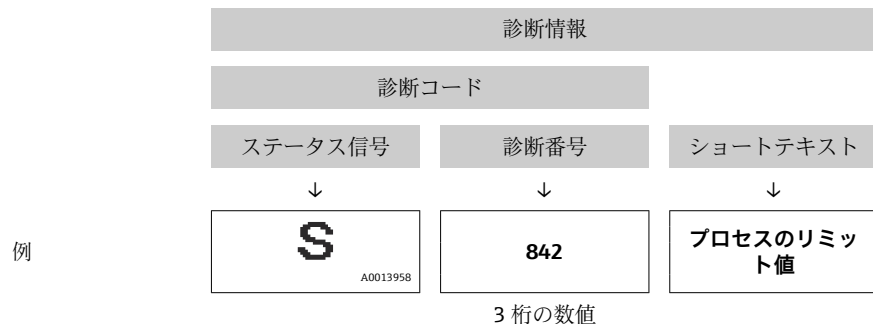 診断情報
診断コード
ステータス信号
診断番号
ショートテキスト
↓
↓
↓
例
S
A0013958
842
プロセスのリミッ
ト値
3 桁の数値